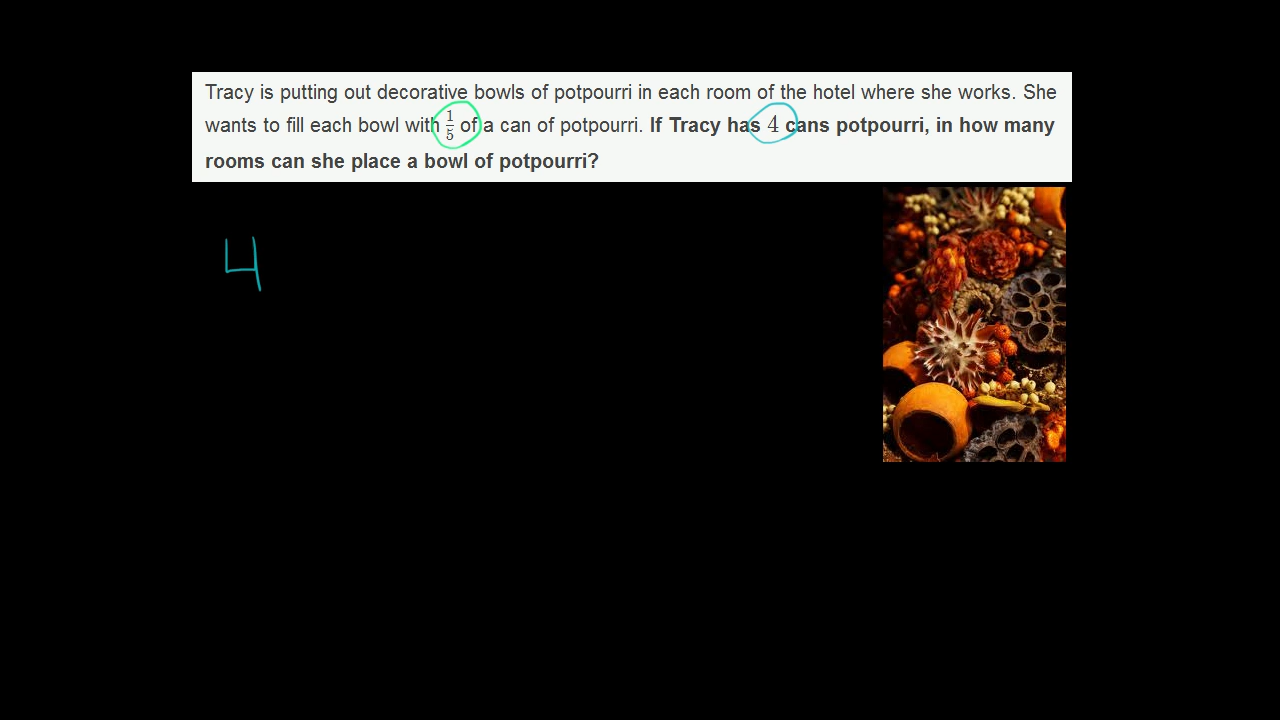 Tracy is putting out decorative bowls of potpourri in each room of the hotel where she works. She
wants to fill each bowl with 1/5 of a can of potpourri. If Tracy has 4 cans potpourri, in how many
rooms can she place a bowl of potpourri?
4